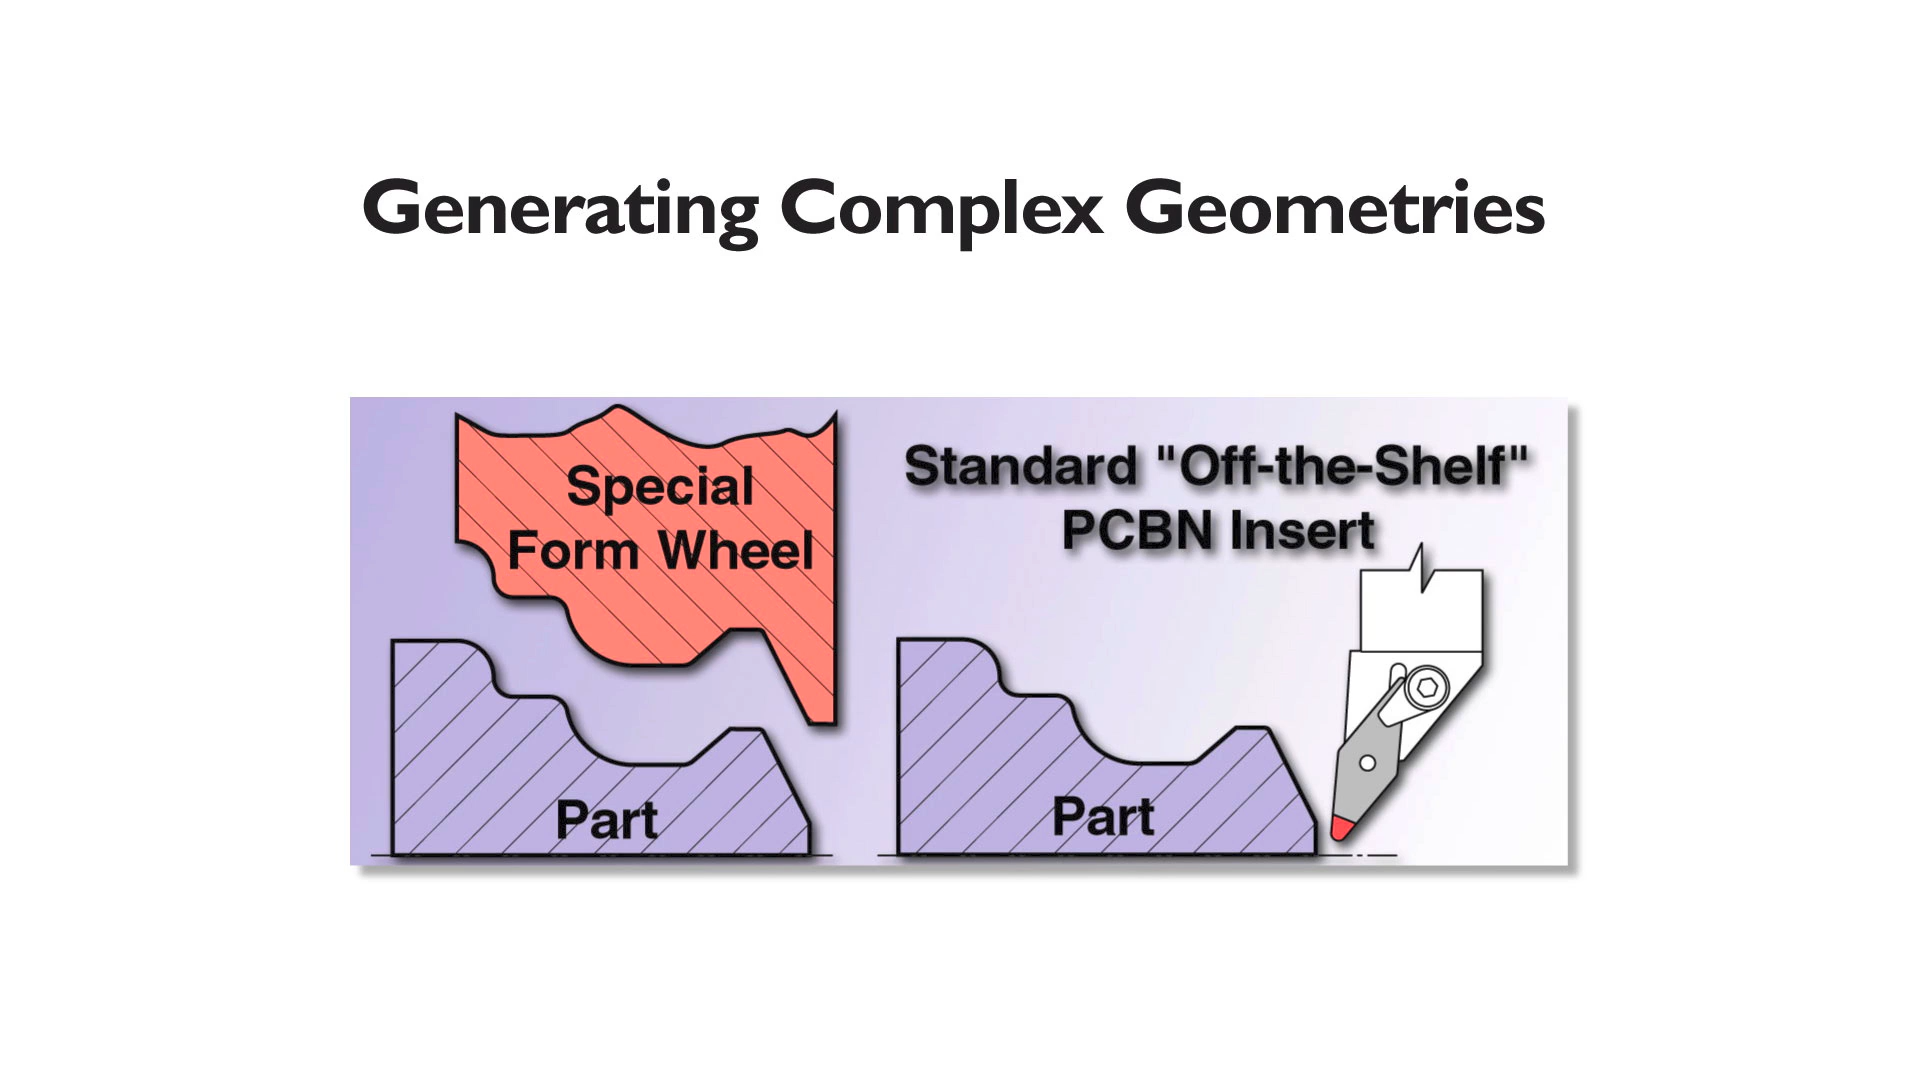 Generating Complex Geometries
Special
Form Wheel
Part
Standard "Off-the-Shelf"
PCBN Insert
Part